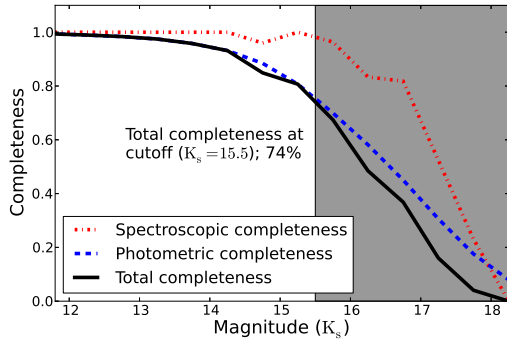 1.0
0.8
0.6
0.4
0.2
0.0
Completeness
Total completeness at
cutoff (Ks=15.5); 74%
Spectroscopic completeness
Photometric completeness
Total completeness
12 13 14 15 16 17 18
Magnitude (Ks)